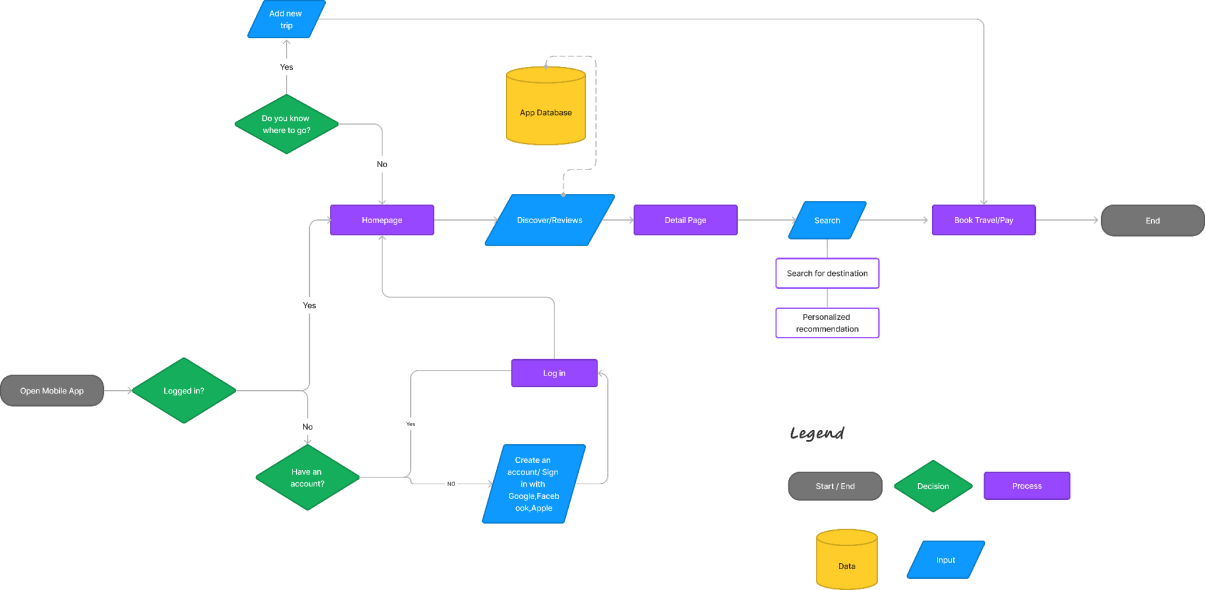 Add new
trip
Yes
Do you know
where to go?
No
App Database
Homepage
Discover/Reviews
Detail Page
Search
Book Travel/Pay
End
Search for destination
Personalized
recommendation
Yes
Open Mobile App
Logged in?
No
Log in
Yes
Have an
account?
NO
Create an
account/ Sign
in with
Google,Faceb
ook,Apple
Legend
Start / End
Decision
Process
Data
Input